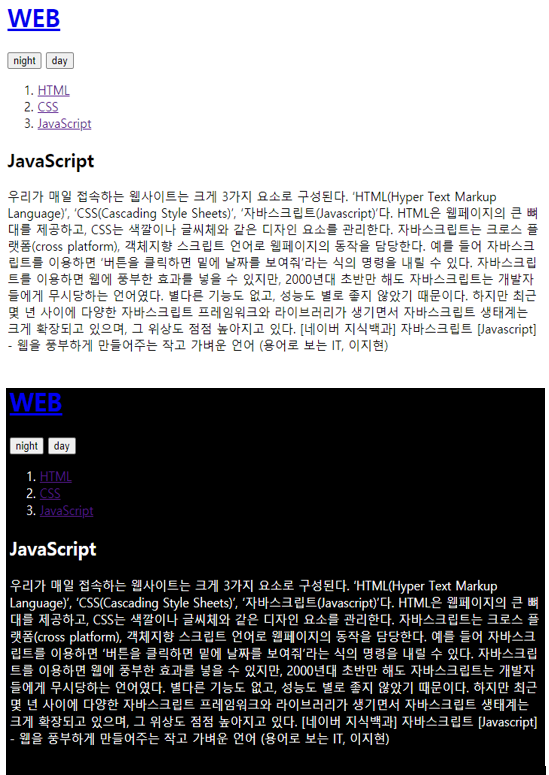 WEB
night day
1. HTML
2. CSS
3. JavaScript
JavaScript
우리가 매일 접속하는 웹사이트는 크게 3가지 요소로 구성된다. ‘HTML(Hyper Text Markup
Language)’, ‘CSS(Cascading Style Sheets)’, ‘자바스크립트(Javascript)’다. HTML은 웹페이지의 큰 뼈
대를 제공하고, CSS는 색깔이나 글씨체와 같은 디자인 요소를 관리한다. 자바스크립트는 크로스 플
랫폼(cross platform), 객체지향 스크립트 언어로 웹페이지의 동작을 담당한다. 예를 들어 자바스크
립트를 이용하면 ‘버튼을 클릭하면 밑에 날짜를 보여줘’라는 식의 명령을 내릴 수 있다. 자바스크립
트를 이용하면 웹에 풍부한 효과를 넣을 수 있지만, 2000년대 초반만 해도 자바스크립트는 개발자
들에게 무시당하는 언어였다. 별다른 기능도 없고, 성능도 별로 좋지 않았기 때문이다. 하지만 최근
몇 년 사이에 다양한 자바스크립트 프레임워크와 라이브러리가 생기면서 자바스크립트 생태계는
크게 확장되고 있으며, 그 위상도 점점 높아지고 있다. [네이버 지식백과] 자바스크립트 [Javascript]
- 웹을 풍부하게 만들어주는 작고 가벼운 언어 (용어로 보는 IT, 이지현)
WEB
night day
1. HTML
2. CSS
3. JavaScript
JavaScript
우리가 매일 접속하는 웹사이트는 크게 3가지 요소로 구성된다. ‘HTML(Hyper Text Markup
Language)’, ‘CSS(Cascading Style Sheets)’, ‘자바스크립트(Javascript)’다. HTML은 웹페이지의 큰 뼈
대를 제공하고, CSS는 색깔이나 글씨체와 같은 디자인 요소를 관리한다. 자바스크립트는 크로스 플
랫폼(cross platform), 객체지향 스크립트 언어로 웹페이지의 동작을 담당한다. 예를 들어 자바스크
립트를 이용하면 ‘버튼을 클릭하면 밑에 날짜를 보여줘’라는 식의 명령을 내릴 수 있다. 자바스크립
트를 이용하면 웹에 풍부한 효과를 넣을 수 있지만, 2000년대 초반만 해도 자바스크립트는 개발자
들에게 무시당하는 언어였다. 별다른 기능도 없고, 성능도 별로 좋지 않았기 때문이다. 하지만 최근
몇 년 사이에 다양한 자바스크립트 프레임워크와 라이브러리가 생기면서 자바스크립트 생태계는
크게 확장되고 있으며, 그 위상도 점점 높아지고 있다. [네이버 지식백과] 자바스크립트 [Javascript]
- 웹을 풍부하게 만들어주는 작고 가벼운 언어 (용어로 보는 IT, 이지현)